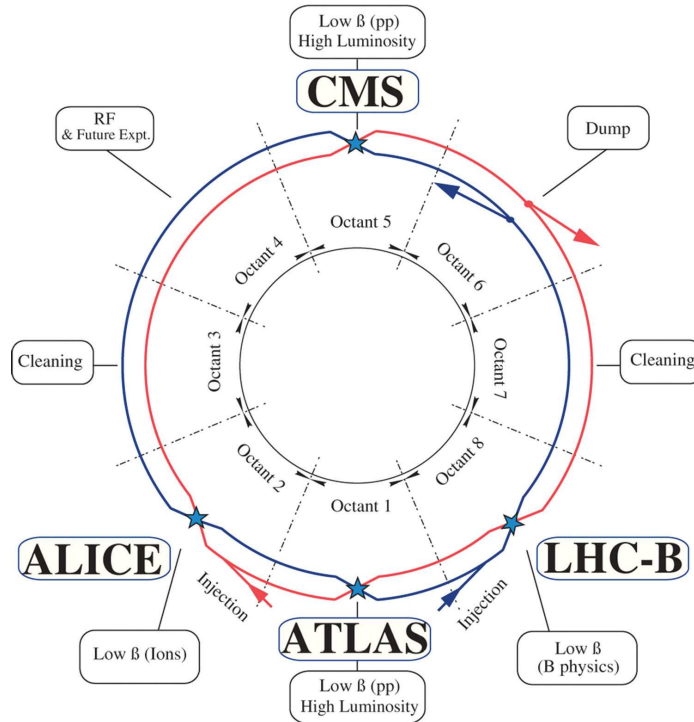 Low ß (pp)
High Luminosity
CMS
RF
& Future Expt.
Dump
Octant 5
Octant 4
Octant 6
Cleaning
Octant 3
Octant 7
Cleaning
Octant 2
Octant 8
Octant 1
ALICE
LHC-B
Injection
Injection
ATLAS
Low ß (Ions)
Low ß (pp)
High Luminosity
Low ß
(B physics)